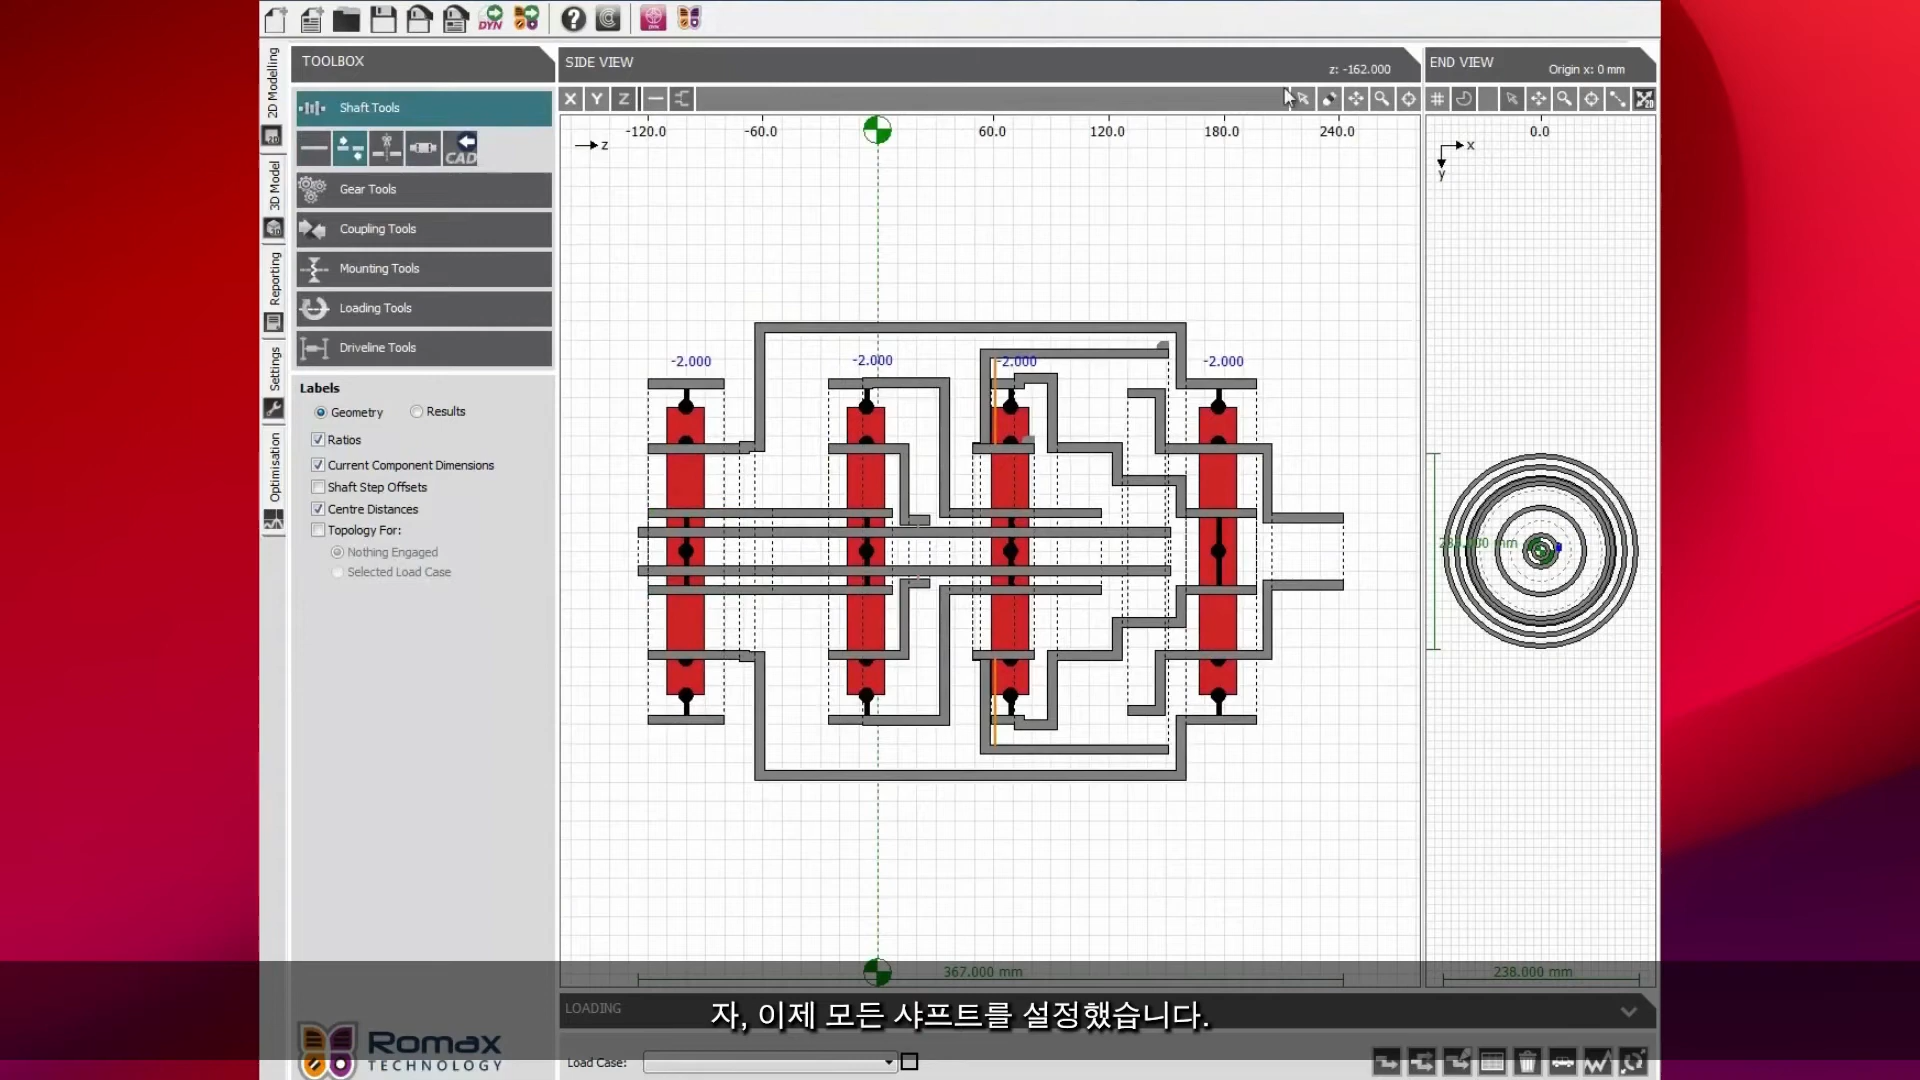 DYN
TOOLBOX
SIDE VIEW
z: -162.000
END VIEW
Origin x: 0 mm
2D Modelling
3D Model
Reporting
Settings
Optimisation
Shaft Tools
CAD
Gear Tools
Coupling Tools
Mounting Tools
Loading Tools
Driveline Tools
Labels
Geometry
Results
Ratios
Current Component Dimensions
Shaft Step Offsets
Centre Distances
Topology For:
Nothing Engaged
Selected Load Case
X Y Z
-120.0 -60.0 60.0 120.0 180.0 240.0
z
-2.000 -2.000 -2.000 -2.000
367.000 mm
0.0
x
y
238.000 mm
LOADING
자, 이제 모든 샤프트를 설정했습니다.
Romax
TECHNOLOGY
Load Case: